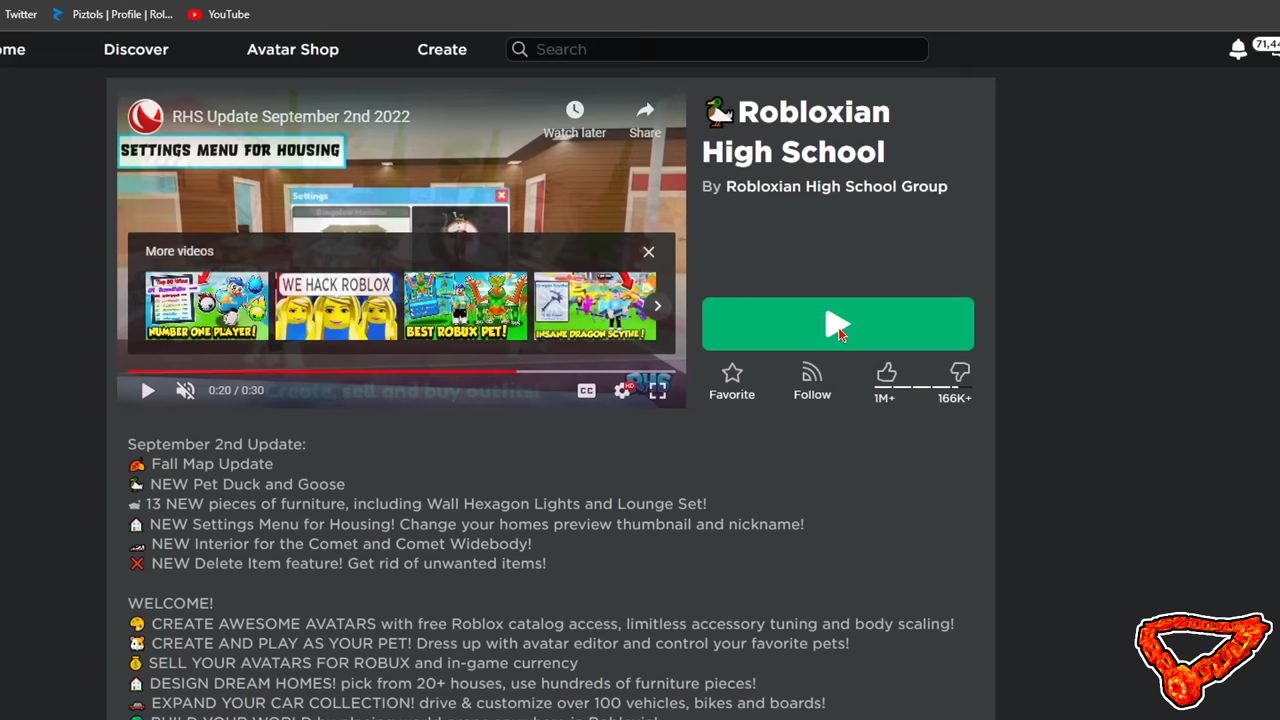 Twitter
Piztols | Profile | Rol...
YouTube
ome
Discover
Avatar Shop
Create
Search
71,4
RHS Update September 2nd 2022
Watch later
Share
SETTINGS MENU FOR HOUSING
Settings
More videos
NUMBER ONE PLAYER!
WE HACK ROBLOX
BEST ROBUX PET!
INSANE DRAGON SCYTHE!
0:20 / 0:30
Create, sell and buy outfits!
CC
HD
RHS
Robloxian
High School
By Robloxian High School Group
Favorite
Follow
1M+
166K+
September 2nd Update:
Fall Map Update
NEW Pet Duck and Goose
13 NEW pieces of furniture, including Wall Hexagon Lights and Lounge Set!
NEW Settings Menu for Housing! Change your homes preview thumbnail and nickname!
NEW Interior for the Comet and Comet Widebody!
NEW Delete Item feature! Get rid of unwanted items!
WELCOME!
CREATE AWESOME AVATARS with free Roblox catalog access, limitless accessory tuning and body scaling!
CREATE AND PLAY AS YOUR PET! Dress up with avatar editor and control your favorite pets!
SELL YOUR AVATARS FOR ROBUX and in-game currency
DESIGN DREAM HOMES! pick from 20+ houses, use hundreds of furniture pieces!
EXPAND YOUR CAR COLLECTION! drive & customize over 100 vehicles, bikes and boards!